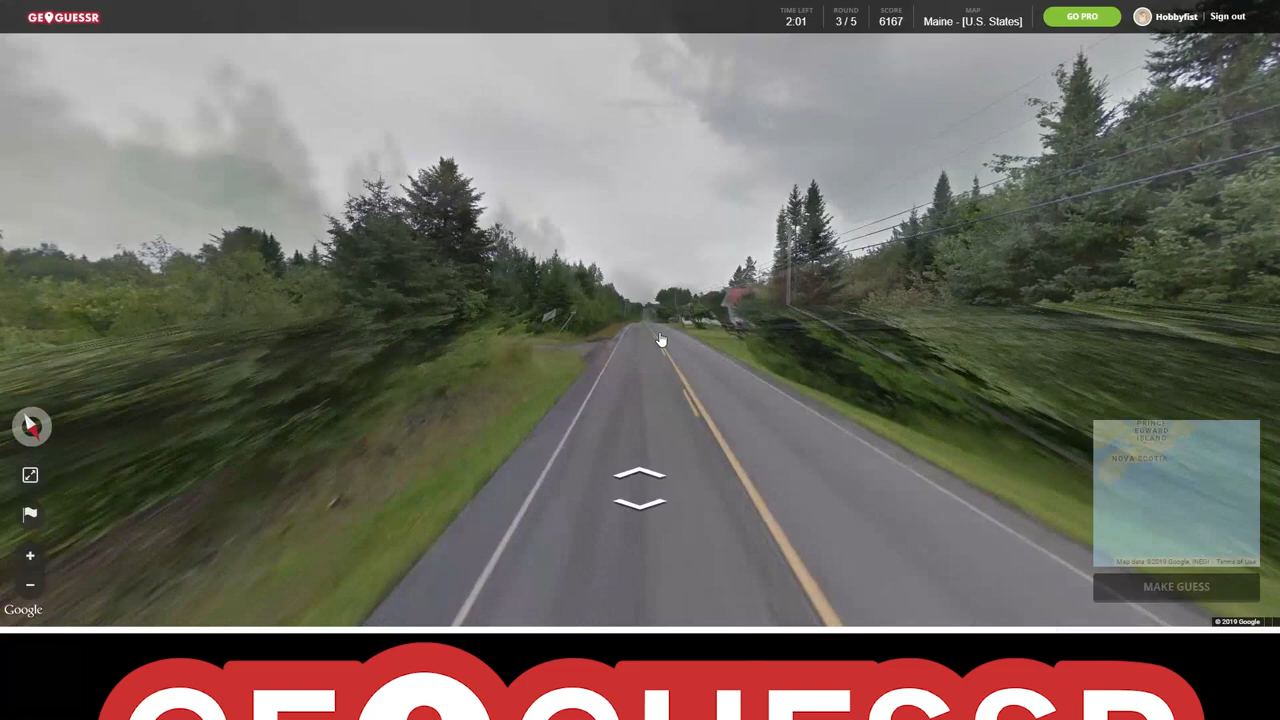 GEOGUESSR
TIME LEFT
2:01
ROUND
3 / 5
SCORE
6167
MAP
Maine - [U.S. States]
GO PRO
Hobbyfist
Sign out
PRINCE
EDWARD
ISLAND
NOVA SCOTIA
Map data ©2019 Google, INEGI
Terms of Use
MAKE GUESS
Google
© 2019 Google
GEOGUESSR